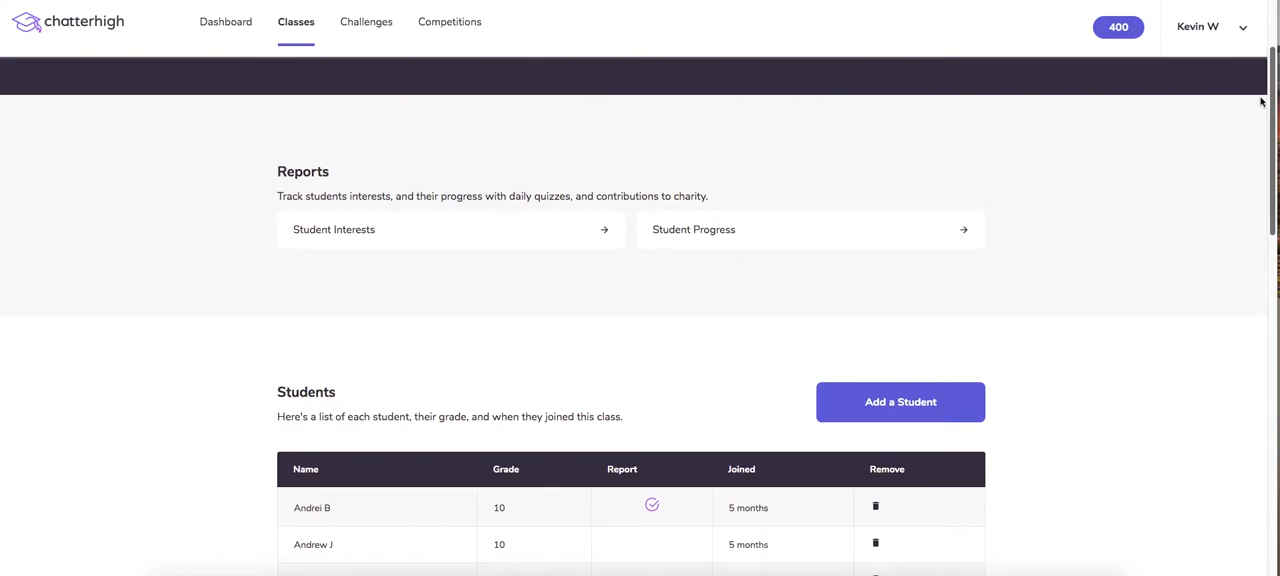 chatterhigh
Dashboard Classes Challenges Competitions 400 Kevin W
Reports
Track students interests, and their progress with daily quizzes, and contributions to charity.
Student Interests → Student Progress →
Students
Add a Student
Here's a list of each student, their grade, and when they joined this class.
Name Grade Report Joined Remove
Andrei B 10 5 months
Andrew J 10 5 months